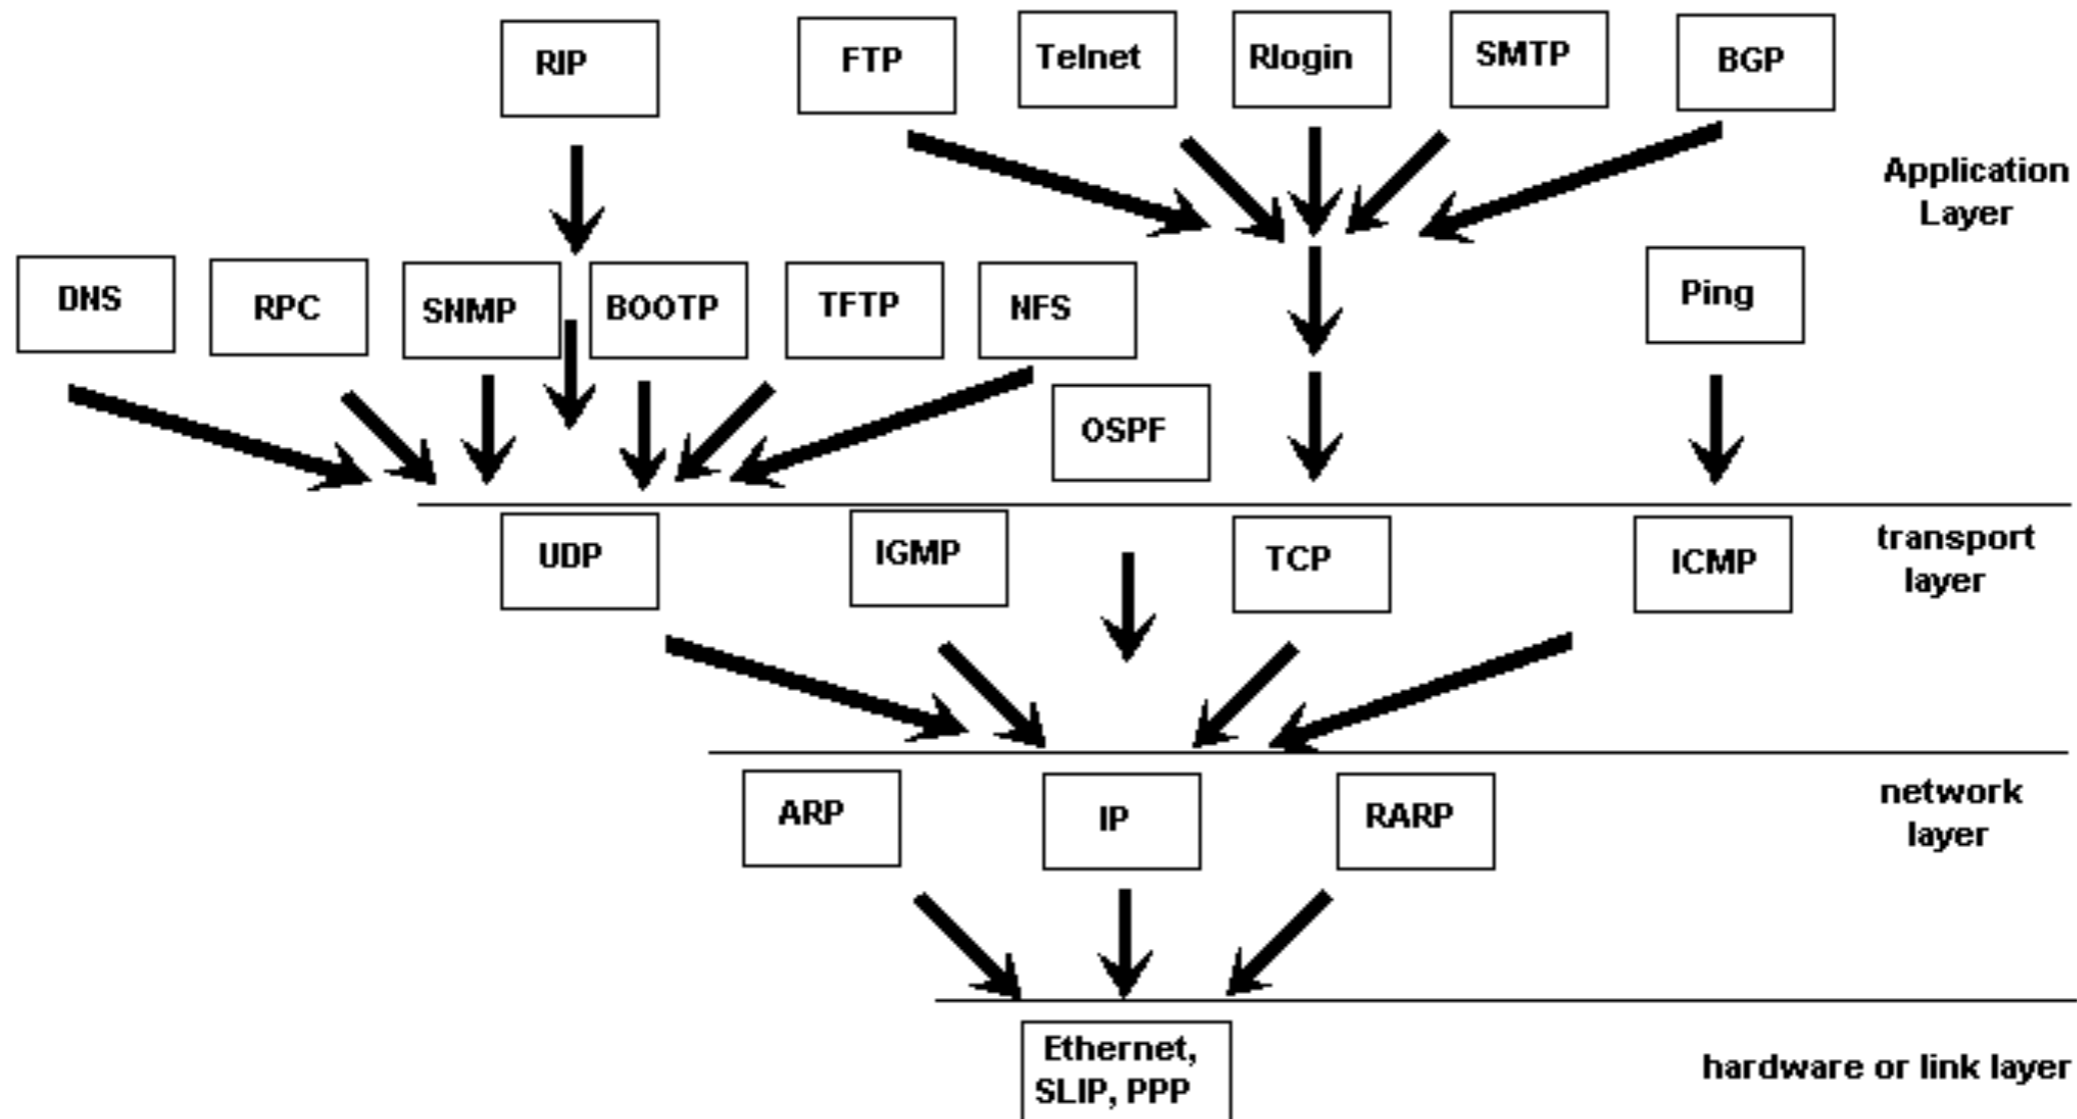 RIP
FTP
Telnet
Rlogin
SMTP
BGP
Application
Layer
DNS
RPC
SNMP
BOOTP
TFTP
NFS
Ping
OSPF
UDP
IGMP
TCP
ICMP
transport
layer
ARP
IP
RARP
network
layer
Ethernet,
SLIP, PPP
hardware or link layer